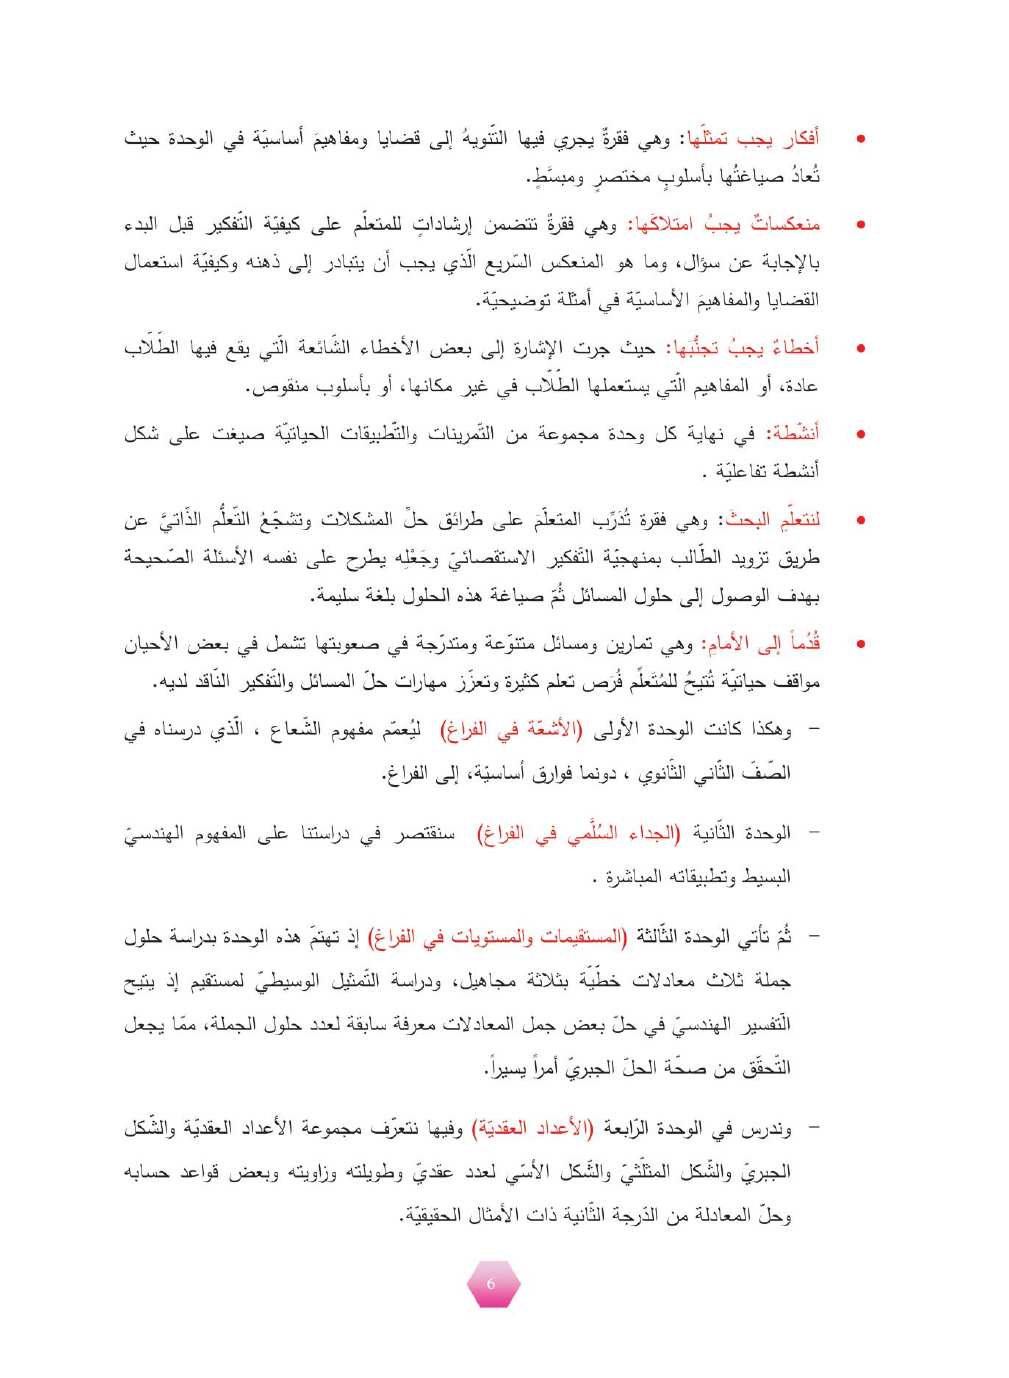 • أفكار يجب تمثلّها: وهي فقرةٌ يجري فيها التّنويهُ إلى قضايا ومفاهيمَ أساسيّة في الوحدة حيث
تُعادُ صياغتُها بأسلوبٍ مختصرٍ ومبسَّطٍ.
• منعكساتٌ يجبُ امتلاكَها: وهي فقرةٌ تتضمن إرشاداتٍ للمتعلّم على كيفيّة التّفكير قبل البدء
بالإجابة عن سؤال، وما هو المنعكس السّريع الّذي يجب أن يتبادر إلى ذهنه وكيفيّة استعمال
القضايا والمفاهيمَ الأساسيّة في أمثلة توضيحيّة.
• أخطاءٌ يجبُ تجنُّبَها: حيث جرت الإشارة إلى بعض الأخطاء الشّائعة الّتي يقع فيها الطّلّاب
عادة، أو المفاهيم الّتي يستعملها الطّلّاب في غير مكانها، أو بأسلوب منقوص.
• أنشّطة: في نهاية كل وحدة مجموعة من التّمرينات والتّطبيقات الحياتيّة صيغت على شكل
أنشطة تفاعليّة .
• لنتعلّمِ البحثَ: وهي فقرة تُدَرِّب المتعلّمَ على طرائق حلِّ المشكلات وتشجّعُ التّعلُّم الذّاتيَّ عن
طريق تزويد الطّالب بمنهجيّة التّفكير الاستقصائيّ وجَعْلِه يطرح على نفسه الأسئلة الصّحيحة
بهدف الوصول إلى حلول المسائل ثُمّ صياغة هذه الحلول بلغة سليمة.
• قُدُماً إلى الأمامِ: وهي تمارين ومسائل متنوّعة ومتدرّجة في صعوبتها تشمل في بعض الأحيان
مواقف حياتيّة تُتيحُ للمُتَعلِّم فُرَص تعلم كثيرة وتعزّز مهارات حلّ المسائل والتّفكير النّاقد لديه.
– وهكذا كانت الوحدة الأولى (الأشعّة في الفراغ) ليُعمّم مفهوم الشّعاع ، الّذي درسناه في
الصّفّ الثّاني الثّانوي ، دونما فوارق أساسيّة، إلى الفراغ.
– الوحدة الثّانية (الجداء السُلَّمي في الفراغ) سنقتصر في دراستنا على المفهوم الهندسيّ
البسيط وتطبيقاته المباشرة .
– ثُمّ تأتي الوحدة الثّالثة (المستقيمات والمستويات في الفراغ) إذ تهتمّ هذه الوحدة بدراسة حلول
جملة ثلاث معادلات خطّيّة بثلاثة مجاهيل، ودراسة التّمثيل الوسيطيّ لمستقيم إذ يتيح
التّفسير الهندسيّ في حلّ بعض جمل المعادلات معرفة سابقة لعدد حلول الجملة، ممّا يجعل
التّحقّق من صحّة الحلّ الجبريّ أمراً يسيراً.
– وندرس في الوحدة الرّابعة (الأعداد العقديّة) وفيها نتعرّف مجموعة الأعداد العقديّة والشّكل
الجبريّ والشّكل المثلّثيّ والشّكل الأسّي لعدد عقديّ وطويلته وزاويته وبعض قواعد حسابه
وحلّ المعادلة من الدّرجة الثّانية ذات الأمثال الحقيقيّة.
6